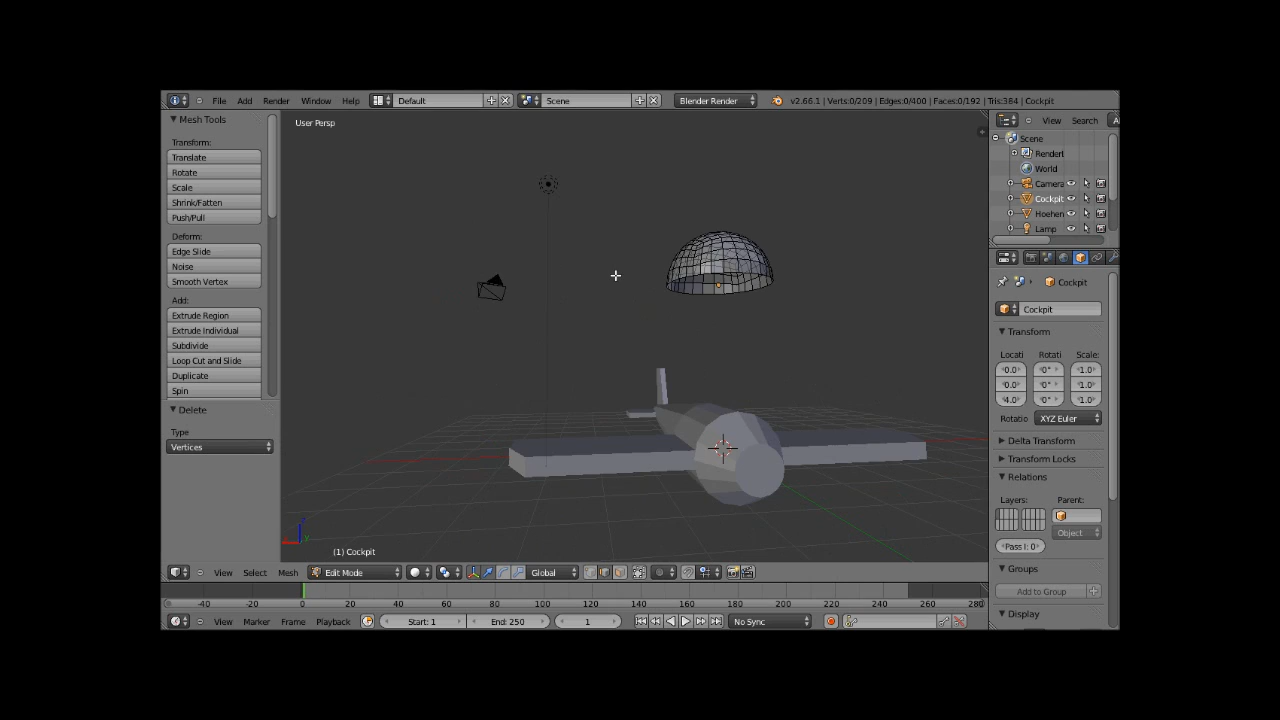 File Add Render Window Help Default Scene Blender Render v2.66.1 | Verts:0/209 | Edges:0/400 | Faces:0/192 | Tris:384 | Cockpit
Mesh Tools
Transform:
Translate
Rotate
Scale
Shrink/Fatten
Push/Pull
Deform:
Edge Slide
Noise
Smooth Vertex
Add:
Extrude Region
Extrude Individual
Subdivide
Loop Cut and Slide
Duplicate
Spin
Delete
Type
Vertices
User Persp
(1) Cockpit
View Select Mesh Edit Mode Global
-40 -20 0 20 40 60 80 100 120 140 160 180 200 220 240 260 280
View Marker Frame Playback Start: 1 End: 250 1 No Sync
View Search
Scene
Renderl
World
Camera
Cockpit
Hoehen
Lamp
Cockpit
Cockpit
Transform
Locati Rotati Scale:
0.0 0° 1.0
0.0 0° 1.0
4.0 0° 1.0
Rotatio XYZ Euler
Delta Transform
Transform Locks
Relations
Layers: Parent:
Object
Pass I: 0
Groups
Add to Group
Display